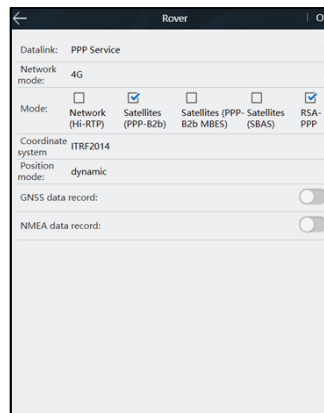 Rover
Datalink: PPP Service
Network
mode: 4G
Mode:
Network
(Hi-RTP)
Satellites
(PPP-B2b)
Satellites (PPP-
B2b MBES)
Satellites
(SBAS)
RSA-
PPP
Coordinate
system ITRF2014
Position
mode: dynamic
GNSS data record:
NMEA data record: